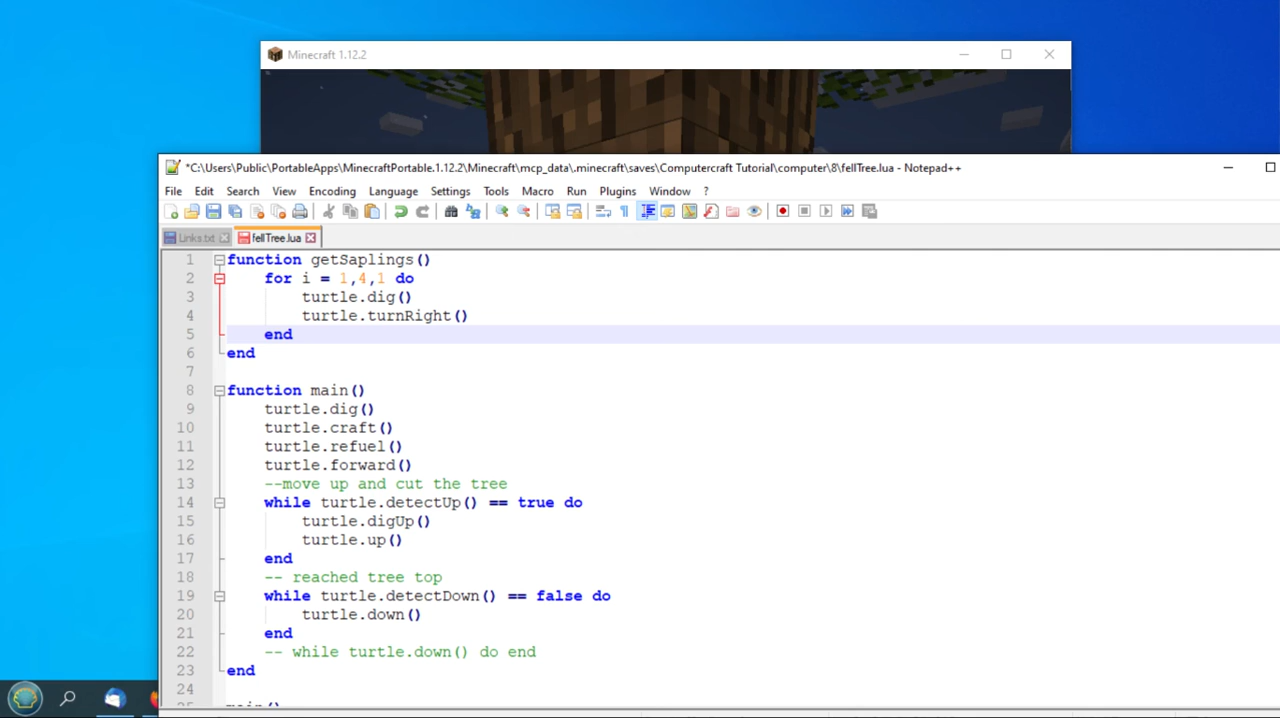 Minecraft 1.12.2
*C:\Users\Public\PortableApps\MinecraftPortable.1.12.2\Minecraft\mcp_data\.minecraft\saves\Computercraft Tutorial\computer\8\fellTree.lua - Notepad++
File Edit Search View Encoding Language Settings Tools Macro Run Plugins Window ?
Links.txt fellTree.lua
1 function getSaplings()
2 for i = 1,4,1 do
3 turtle.dig()
4 turtle.turnRight()
5 end
6 end
7
8 function main()
9 turtle.dig()
10 turtle.craft()
11 turtle.refuel()
12 turtle.forward()
13 --move up and cut the tree
14 while turtle.detectUp() == true do
15 turtle.digUp()
16 turtle.up()
17 end
18 -- reached tree top
19 while turtle.detectDown() == false do
20 turtle.down()
21 end
22 -- while turtle.down() do end
23 end
24
25 main()